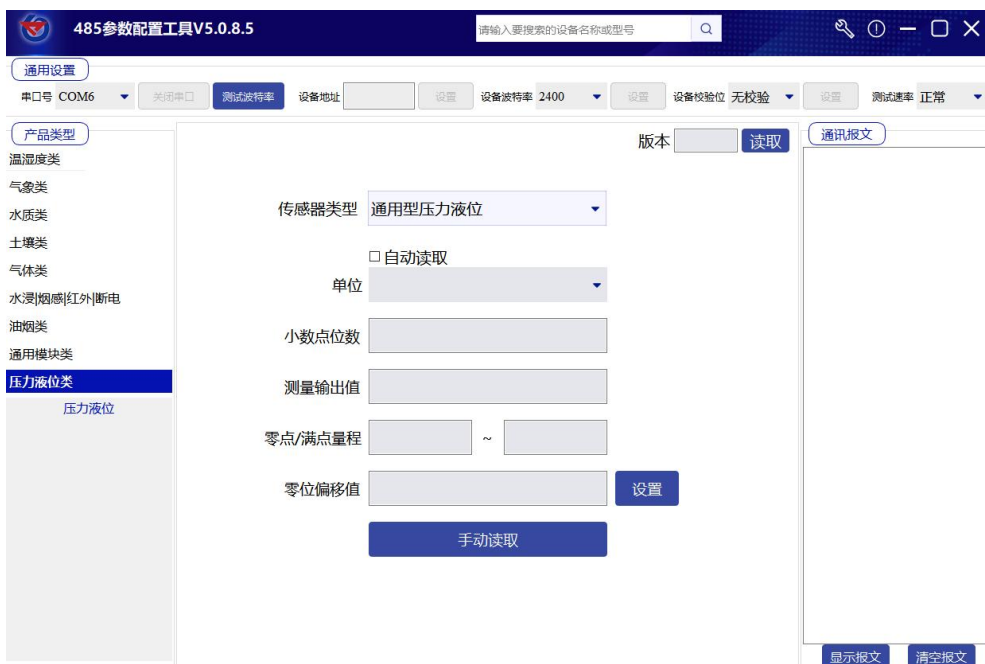 485参数配置工具V5.0.8.5 请输入要搜索的设备名称或型号
通用设置
串口号 COM6 关闭串口 测试波特率 设备地址 设置 设备波特率 2400 设置 设备校验位 无校验 设置 测试速率 正常
产品类型
温湿度类
气象类
水质类
土壤类
气体类
水浸|烟感|红外|断电
油烟类
通用模块类
压力液位类
压力液位
版本 读取
传感器类型 通用型压力液位
自动读取
单位
小数点位数
测量输出值
零点/满点量程 ~
零位偏移值 设置
手动读取
通讯报文
显示报文 清空报文